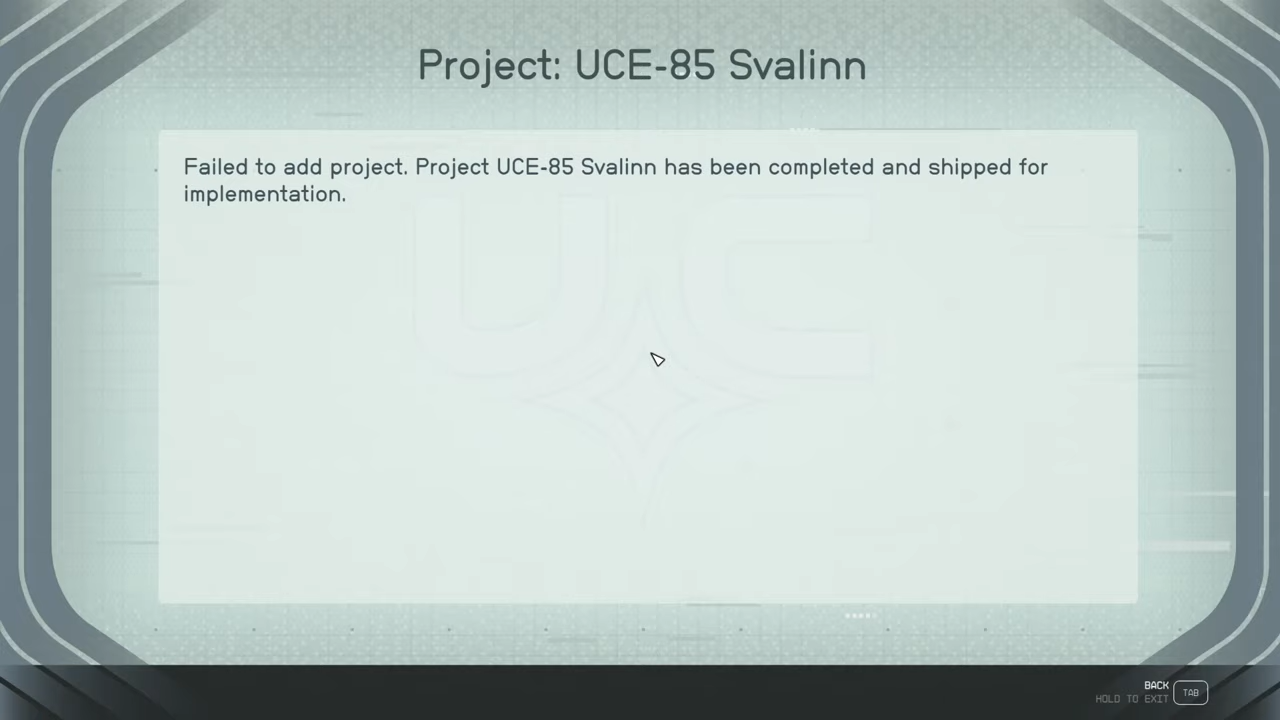 Project: UCE-85 Svalinn
Failed to add project. Project UCE-85 Svalinn has been completed and shipped for
implementation.
UC
BACK
HOLD TO EXIT
TAB